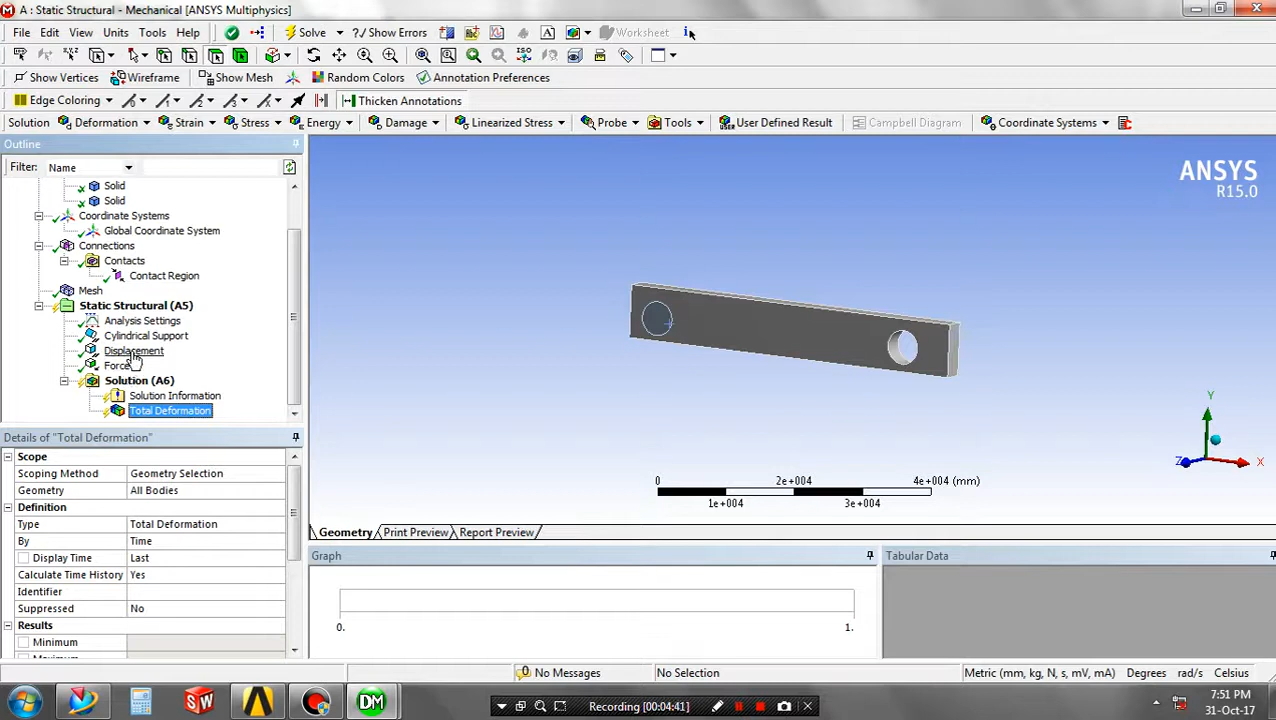 A : Static Structural - Mechanical [ANSYS Multiphysics]
File Edit View Units Tools Help Solve ?/ Show Errors A Worksheet i
Show Vertices Wireframe Show Mesh Random Colors Annotation Preferences
Edge Coloring Thicken Annotations
Solution Deformation Strain Stress Energy Damage Linearized Stress Probe Tools User Defined Result Campbell Diagram Coordinate Systems
Outline
Filter: Name
Solid
Solid
Coordinate Systems
Global Coordinate System
Connections
Contacts
Contact Region
Mesh
Static Structural (A5)
Analysis Settings
Cylindrical Support
Displacement
Force
Solution (A6)
Solution Information
Total Deformation
ANSYS
R15.0
Y
X
Z
0 2e+004 4e+004 (mm)
1e+004 3e+004
Geometry Print Preview Report Preview
Details of "Total Deformation"
Scope
Scoping Method Geometry Selection
Geometry All Bodies
Definition
Type Total Deformation
By Time
Display Time Last
Calculate Time History Yes
Identifier
Suppressed No
Results
Minimum
Graph
0. 1.
Tabular Data
0 No Messages No Selection Metric (mm, kg, N, s, mV, mA) Degrees rad/s Celsius
SW DM
Recording [00:04:41]
7:51 PM
31-Oct-17